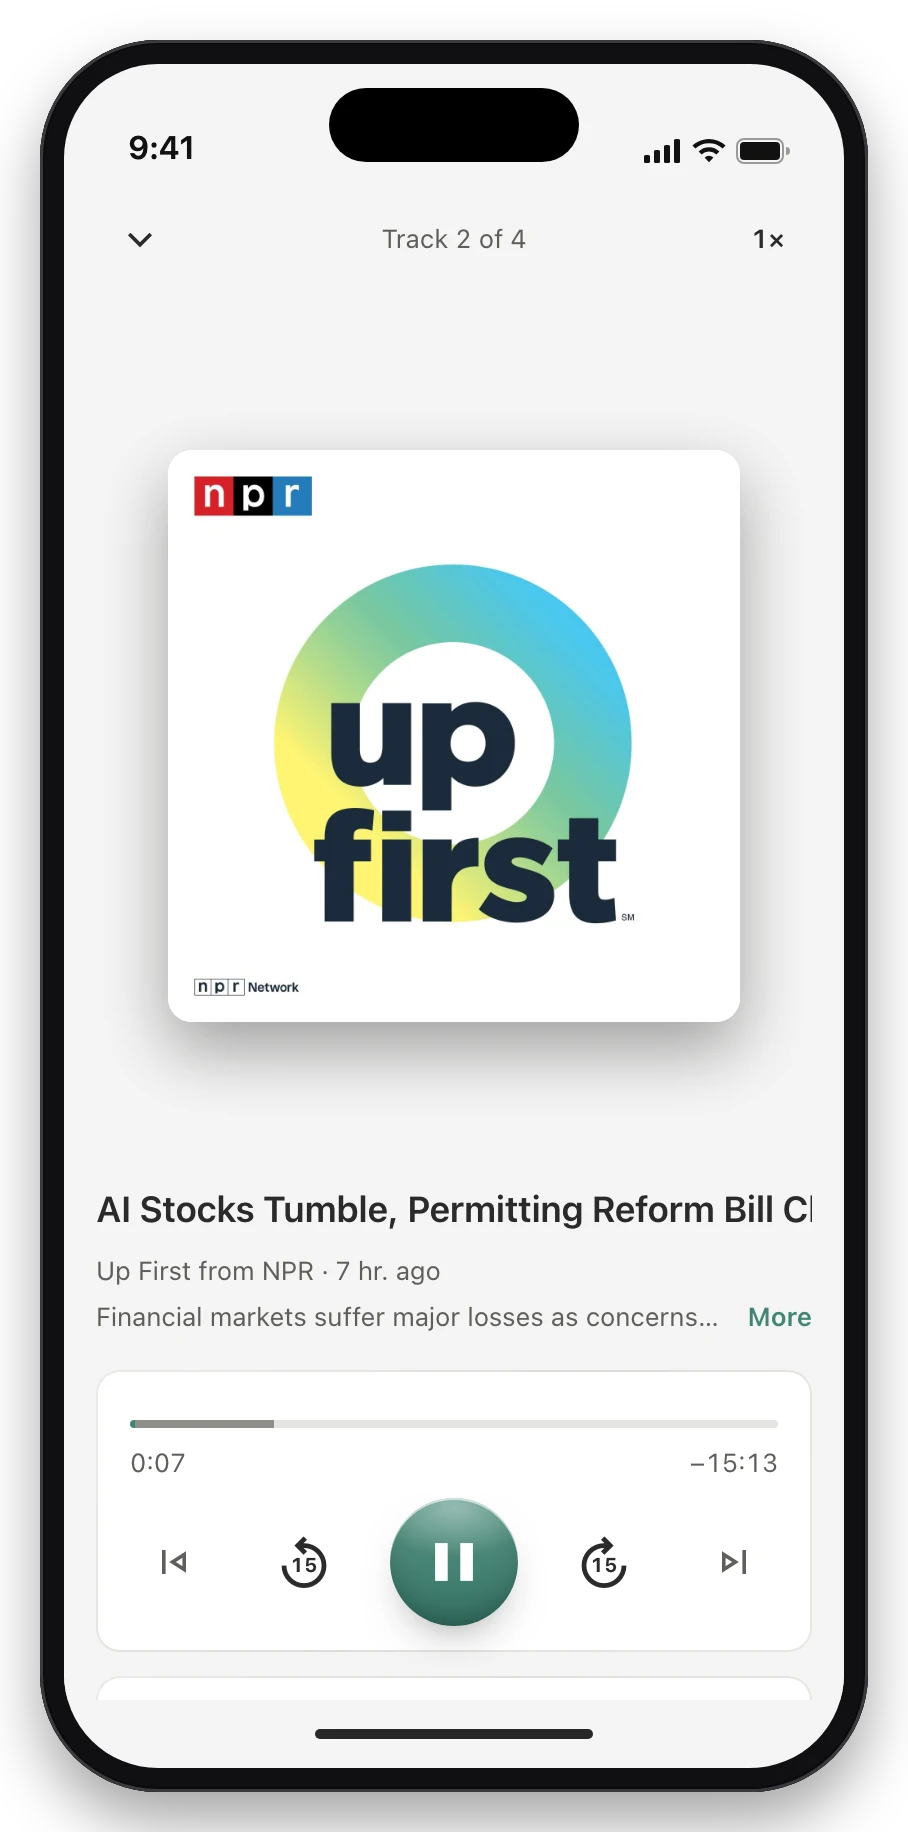 9:41
Track 2 of 4
1×
npr
up
first
SM
npr Network
AI Stocks Tumble, Permitting Reform Bill
Up First from NPR · 7 hr. ago
Financial markets suffer major losses as concerns...
More
0:07
−15:13
15
15